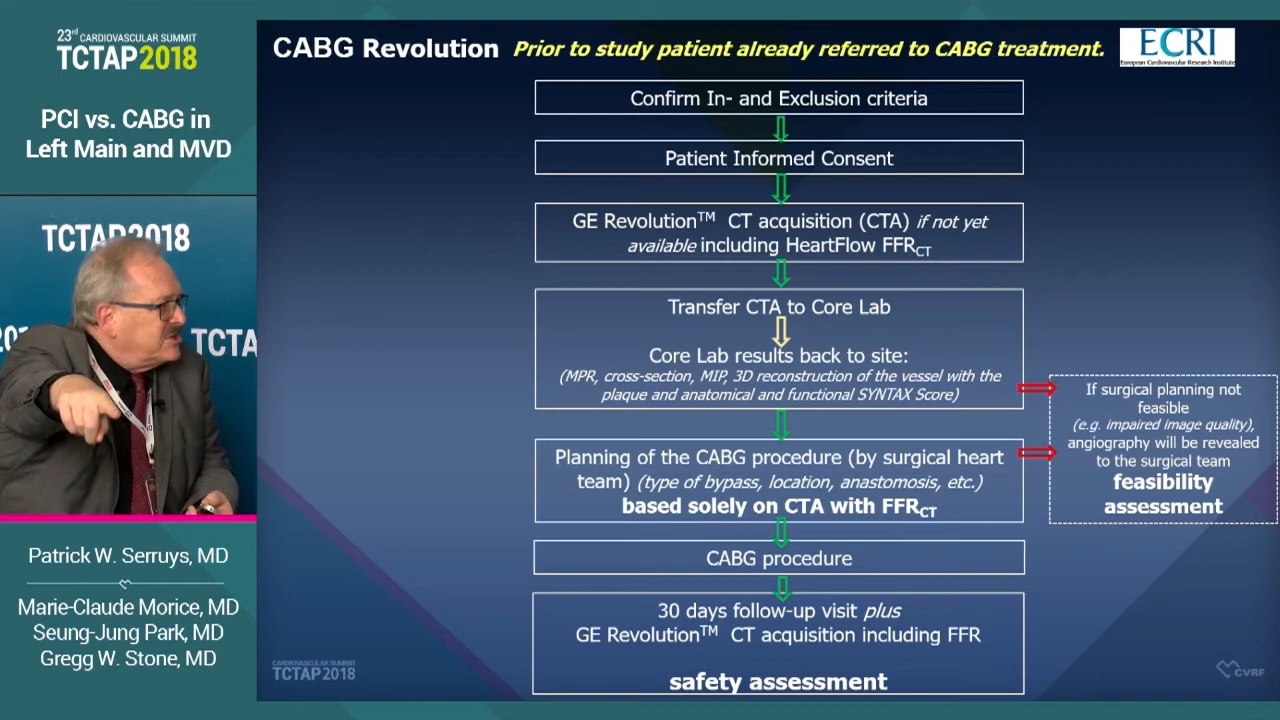 23rd CARDIOVASCULAR SUMMIT
TCTAP2018
PCI vs. CABG in
Left Main and MVD
TCTAP2018
TCTA
Patrick W. Serruys, MD
Marie-Claude Morice, MD
Seung-Jung Park, MD
Gregg W. Stone, MD
CABG Revolution Prior to study patient already referred to CABG treatment.
ECRI
European Cardiovascular Research Institute
Confirm In- and Exclusion criteria
Patient Informed Consent
GE Revolution™ CT acquisition (CTA) if not yet
available including HeartFlow FFRCT
Transfer CTA to Core Lab
Core Lab results back to site:
(MPR, cross-section, MIP, 3D reconstruction of the vessel with the
plaque and anatomical and functional SYNTAX Score)
If surgical planning not
feasible
(e.g. impaired image quality),
angiography will be revealed
to the surgical team
feasibility
assessment
Planning of the CABG procedure (by surgical heart
team) (type of bypass, location, anastomosis, etc.)
based solely on CTA with FFRCT
CABG procedure
30 days follow-up visit plus
GE Revolution™ CT acquisition including FFR
safety assessment
CARDIOVASCULAR SUMMIT
TCTAP2018
CVRF